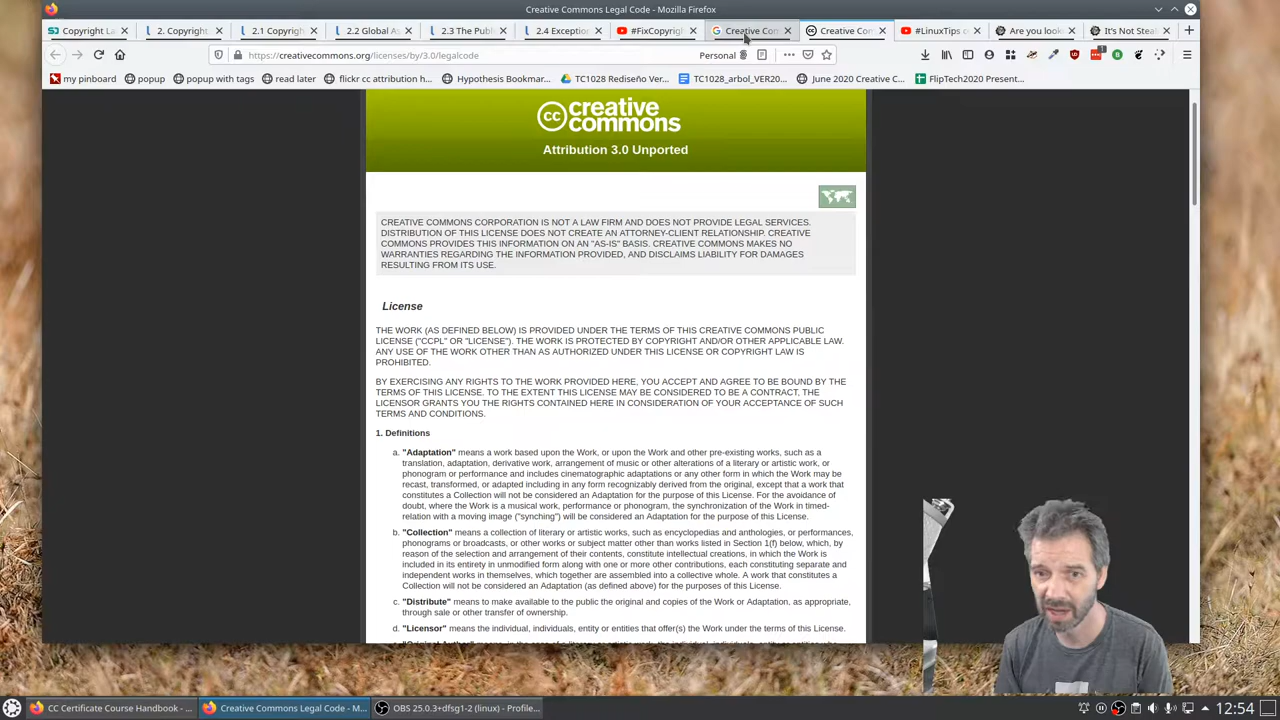 Creative Commons Legal Code - Mozilla Firefox
Copyright La
2. Copyright
2.1 Copyrigh
2.2 Global As
2.3 The Publ
2.4 Exception
#FixCopyrigh
Creative Com
Creative Com
#LinuxTips o
Are you look
It's Not Steal
https://creativecommons.org/licenses/by/3.0/legalcode
Personal
my pinboard
popup
popup with tags
read later
flickr cc attribution h...
Hypothesis Bookmar...
TC1028 Rediseño Ver...
TC1028_arbol_VER20...
June 2020 Creative C...
FlipTech2020 Present...
cc creative commons
Attribution 3.0 Unported
CREATIVE COMMONS CORPORATION IS NOT A LAW FIRM AND DOES NOT PROVIDE LEGAL SERVICES.
DISTRIBUTION OF THIS LICENSE DOES NOT CREATE AN ATTORNEY-CLIENT RELATIONSHIP. CREATIVE
COMMONS PROVIDES THIS INFORMATION ON AN "AS-IS" BASIS. CREATIVE COMMONS MAKES NO
WARRANTIES REGARDING THE INFORMATION PROVIDED, AND DISCLAIMS LIABILITY FOR DAMAGES
RESULTING FROM ITS USE.
License
THE WORK (AS DEFINED BELOW) IS PROVIDED UNDER THE TERMS OF THIS CREATIVE COMMONS PUBLIC
LICENSE ("CCPL" OR "LICENSE"). THE WORK IS PROTECTED BY COPYRIGHT AND/OR OTHER APPLICABLE LAW.
ANY USE OF THE WORK OTHER THAN AS AUTHORIZED UNDER THIS LICENSE OR COPYRIGHT LAW IS
PROHIBITED.
BY EXERCISING ANY RIGHTS TO THE WORK PROVIDED HERE, YOU ACCEPT AND AGREE TO BE BOUND BY THE
TERMS OF THIS LICENSE. TO THE EXTENT THIS LICENSE MAY BE CONSIDERED TO BE A CONTRACT, THE
LICENSOR GRANTS YOU THE RIGHTS CONTAINED HERE IN CONSIDERATION OF YOUR ACCEPTANCE OF SUCH
TERMS AND CONDITIONS.
1. Definitions
a. "Adaptation" means a work based upon the Work, or upon the Work and other pre-existing works, such as a
translation, adaptation, derivative work, arrangement of music or other alterations of a literary or artistic work, or
phonogram or performance and includes cinematographic adaptations or any other form in which the Work may be
recast, transformed, or adapted including in any form recognizably derived from the original, except that a work that
constitutes a Collection will not be considered an Adaptation for the purpose of this License. For the avoidance of
doubt, where the Work is a musical work, performance or phonogram, the synchronization of the Work in timed-
relation with a moving image ("synching") will be considered an Adaptation for the purpose of this License.
b. "Collection" means a collection of literary or artistic works, such as encyclopedias and anthologies, or performances,
phonograms or broadcasts, or other works or subject matter other than works listed in Section 1(f) below, which, by
reason of the selection and arrangement of their contents, constitute intellectual creations, in which the Work is
included in its entirety in unmodified form along with one or more other contributions, each constituting separate and
independent works in themselves, which together are assembled into a collective whole. A work that constitutes a
Collection will not be considered an Adaptation (as defined above) for the purposes of this License.
c. "Distribute" means to make available to the public the original and copies of the Work or Adaptation, as appropriate,
through sale or other transfer of ownership.
d. "Licensor" means the individual, individuals, entity or entities that offer(s) the Work under the terms of this License.
CC Certificate Course Handbook - ...
Creative Commons Legal Code - M...
OBS 25.0.3+dfsg1-2 (linux) - Profile...
12:54